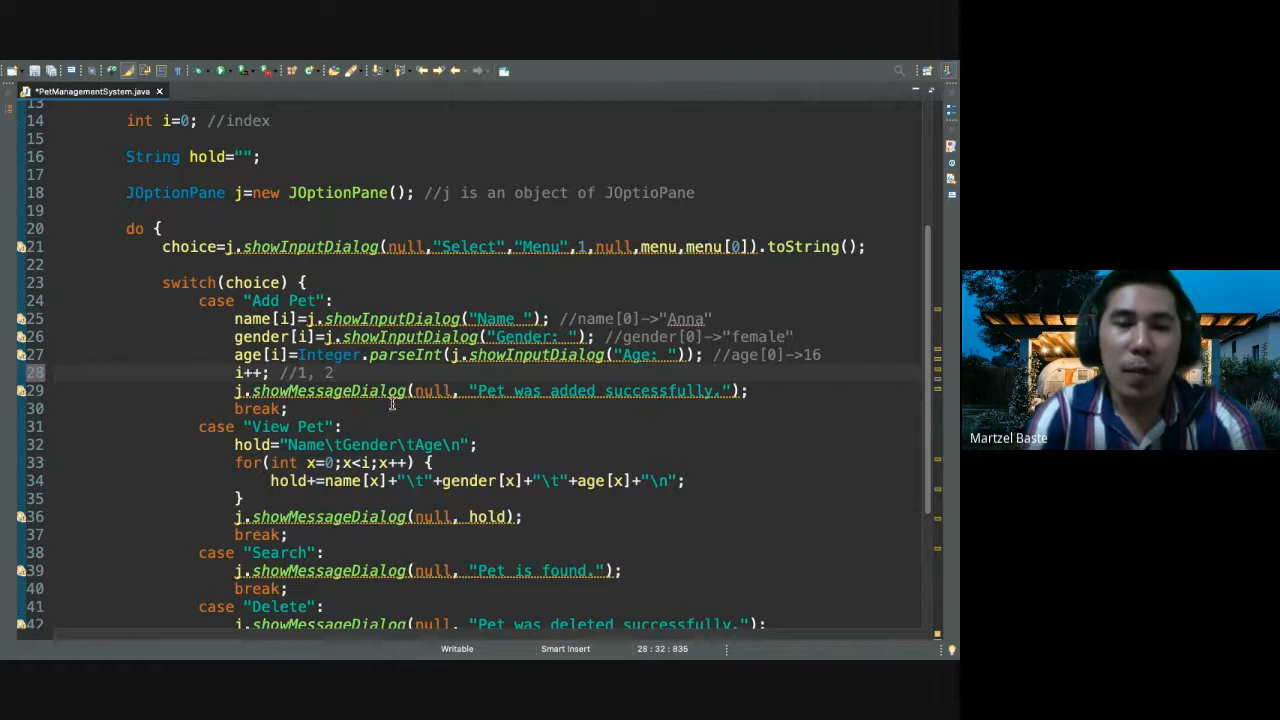 *PetManagementSystem.java
13
14 int i=0; //index
15
16 String hold="";
17
18 JOptionPane j=new JOptionPane(); //j is an object of JOptioPane
19
20 do {
21 choice=j.showInputDialog(null,"Select","Menu",1,null,menu,menu[0]).toString();
22
23 switch(choice) {
24 case "Add Pet":
25 name[i]=j.showInputDialog("Name "); //name[0]->"Anna"
26 gender[i]=j.showInputDialog("Gender: "); //gender[0]->"female"
27 age[i]=Integer.parseInt(j.showInputDialog("Age: ")); //age[0]->16
28 i++; //1, 2
29 j.showMessageDialog(null, "Pet was added successfully.");
30 break;
31 case "View Pet":
32 hold="Name\tGender\tAge\n";
33 for(int x=0;x<i;x++) {
34 hold+=name[x]+"\t"+gender[x]+"\t"+age[x]+"\n";
35 }
36 j.showMessageDialog(null, hold);
37 break;
38 case "Search":
39 j.showMessageDialog(null, "Pet is found.");
40 break;
41 case "Delete":
42 j.showMessageDialog(null, "Pet was deleted successfully.");
Writable Smart Insert 28 : 32 : 835
Martzel Baste